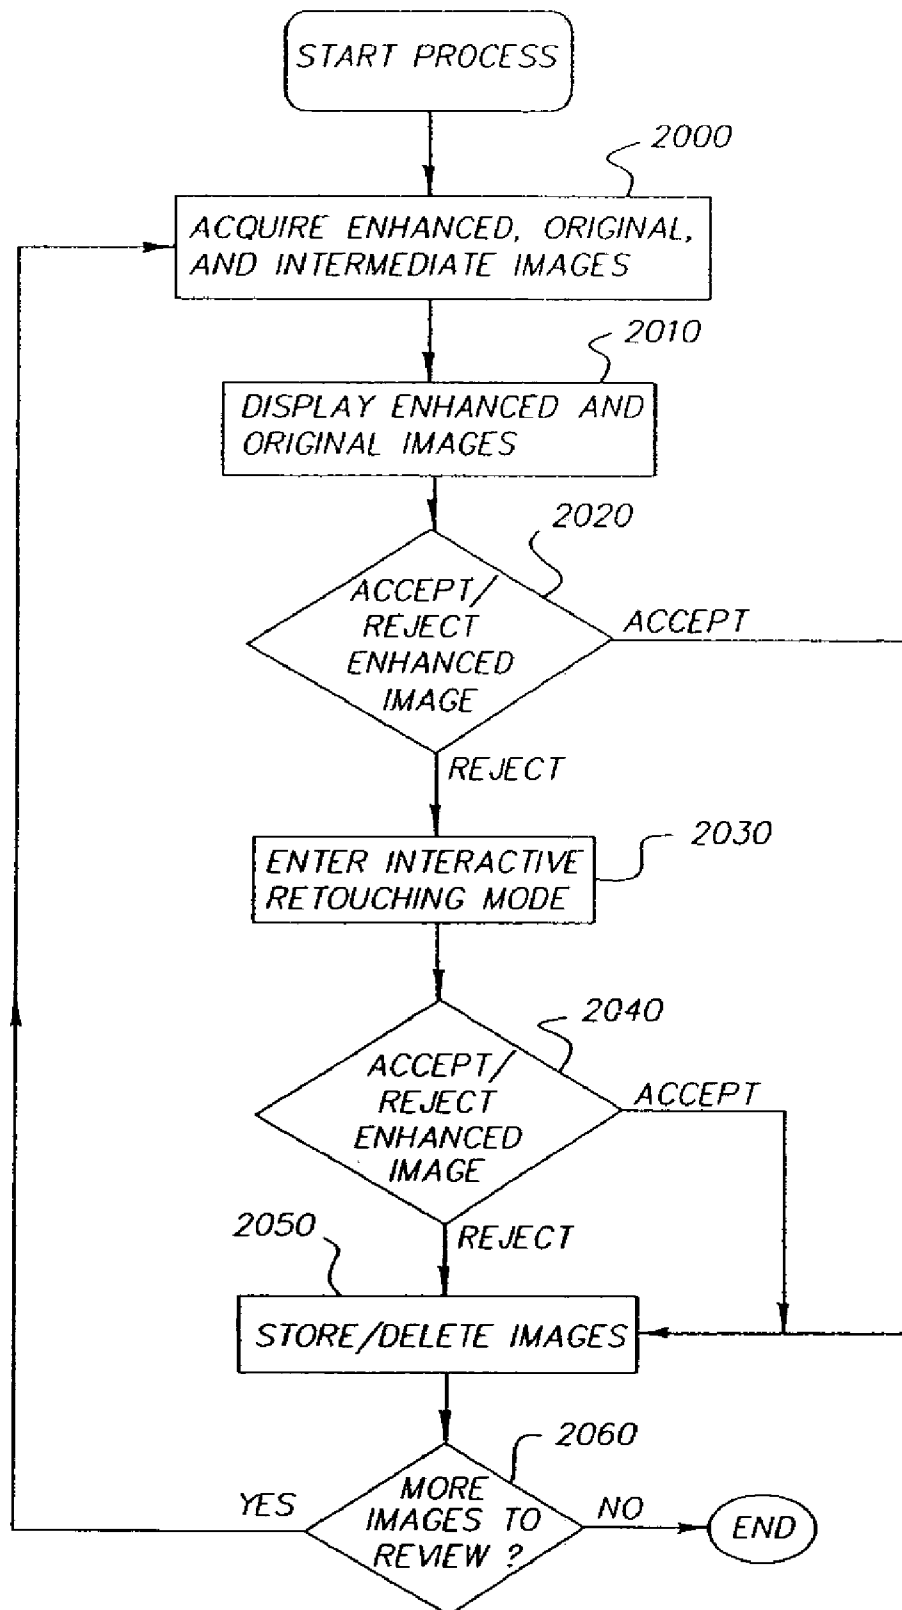 START PROCESS
2000
ACQUIRE ENHANCED, ORIGINAL,
AND INTERMEDIATE IMAGES
2010
DISPLAY ENHANCED AND
ORIGINAL IMAGES
2020
ACCEPT/
REJECT
ENHANCED
IMAGE
ACCEPT
REJECT
2030
ENTER INTERACTIVE
RETOUCHING MODE
2040
ACCEPT/
REJECT
ENHANCED
IMAGE
ACCEPT
REJECT
2050
STORE/DELETE IMAGES
2060
MORE
IMAGES TO
REVIEW ?
YES
NO
END